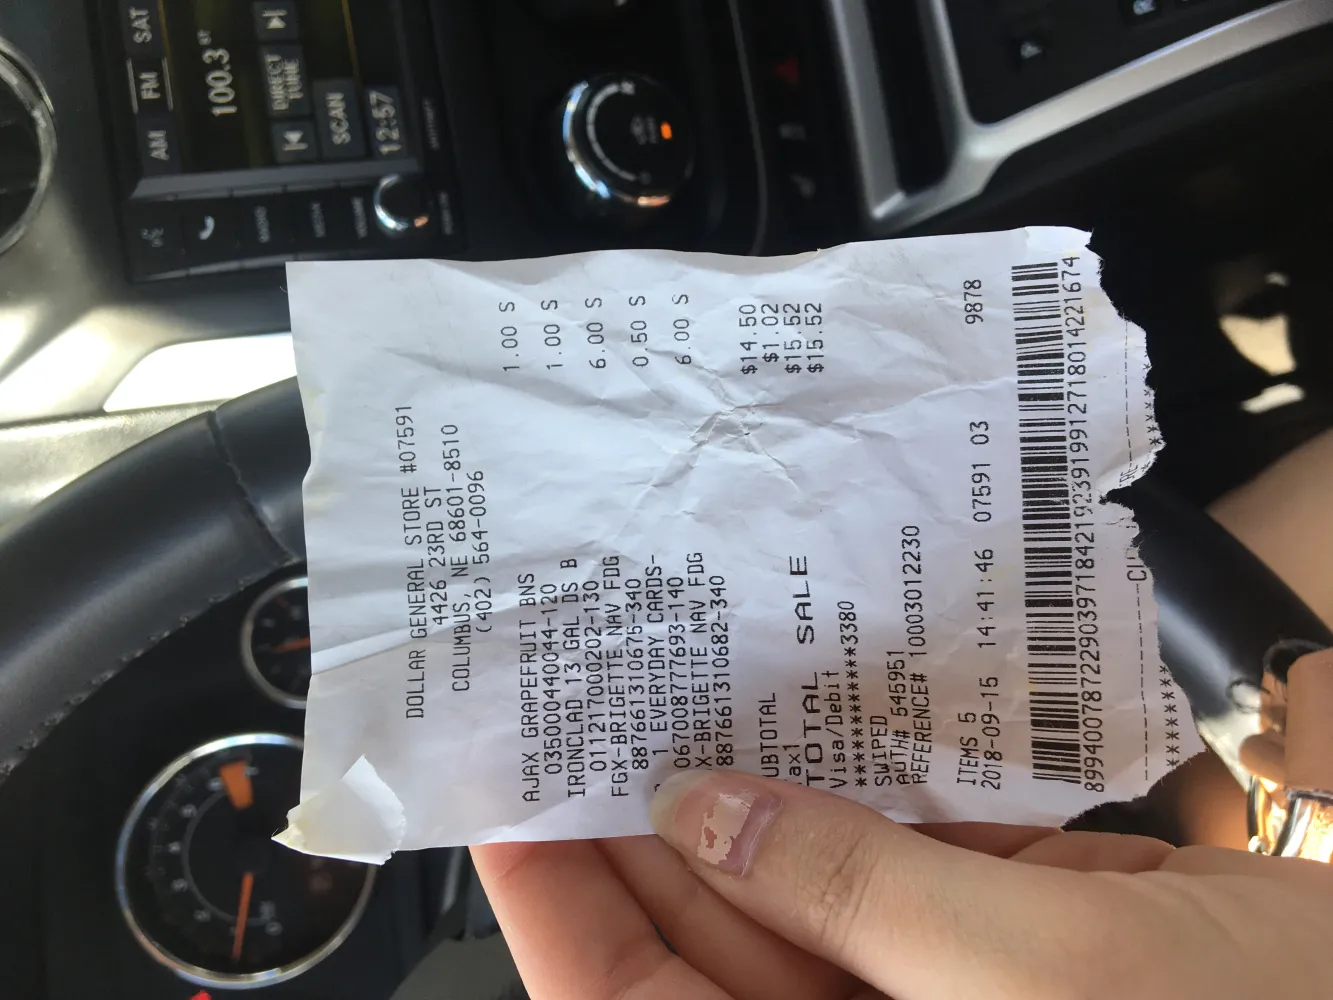 DOLLAR GENERAL STORE #07591
4426 23RD ST
COLUMBUS, NE 68601-8510
(402) 564-0096
AJAX GRAPEFRUIT BNS 1.00 S
035000440044-120
IRONCLAD 13 GAL DS B 1.00 S
011217000202-130
FGX-BRIGETTE NAV FDG 6.00 S
887661310675-340
1 EVERYDAY CARDS- 0.50 S
067008777693-140
X-BRIGETTE NAV FDG 6.00 S
887661310682-340
UBTOTAL $14.50
ax1 $1.02
TOTAL SALE $15.52
Visa/Debit $15.52
************3380
SWIPED
AUTH# 545951
REFERENCE# 10003012230
ITEMS 5
2018-09-15 14:41:46 07591 03 9878
SAT
FM
AM
100.3
DIRECT
TUNE
SCAN
12:57